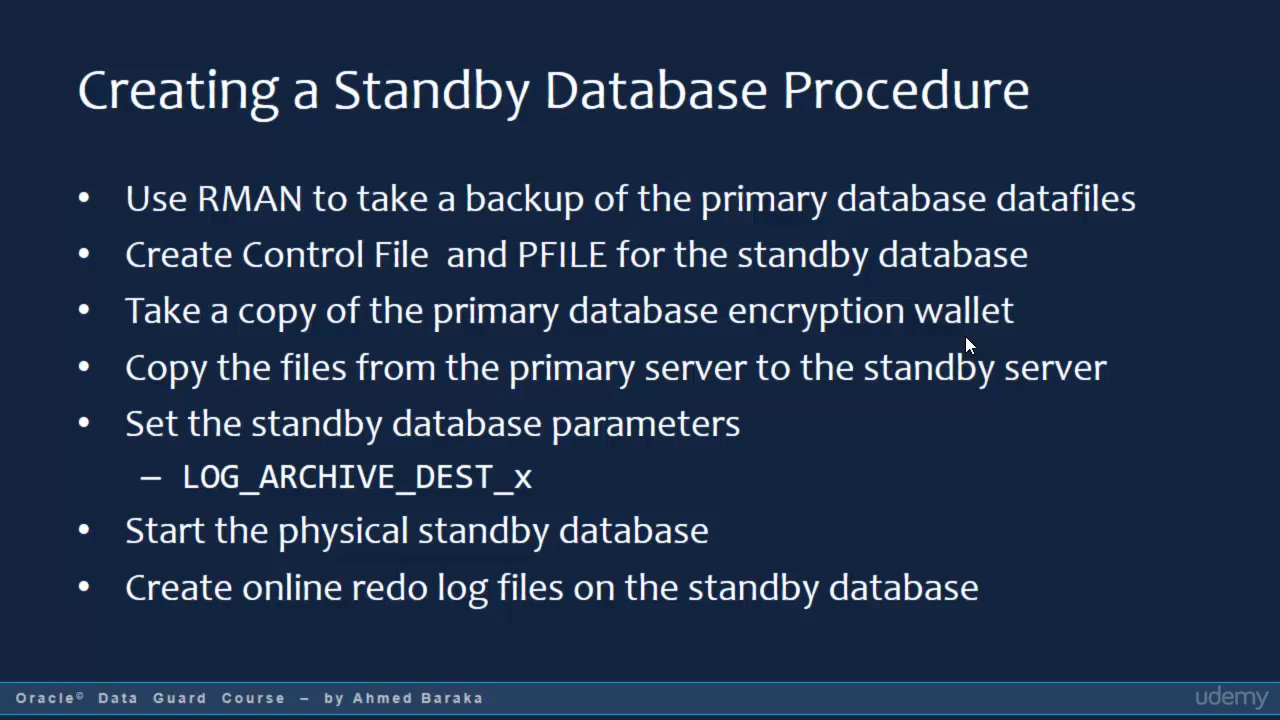 Creating a Standby Database Procedure
• Use RMAN to take a backup of the primary database datafiles
• Create Control File  and PFILE for the standby database
• Take a copy of the primary database encryption wallet
• Copy the files from the primary server to the standby server
• Set the standby database parameters
– LOG_ARCHIVE_DEST_x
• Start the physical standby database
• Create online redo log files on the standby database
Oracle© Data Guard Course – by Ahmed Baraka
udemy